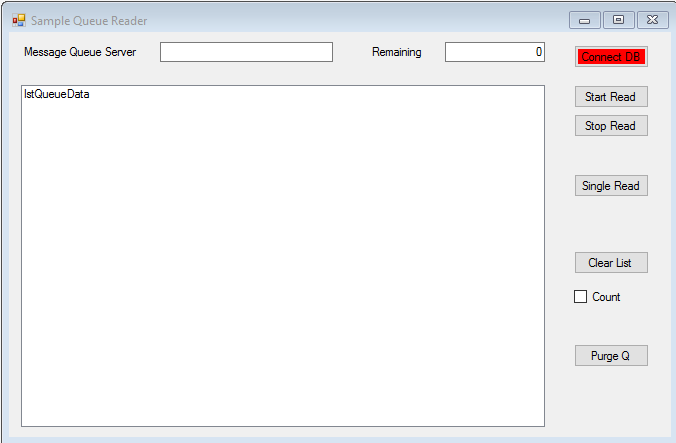 Sample Queue Reader
Message Queue Server
Remaining
0
Connect DB
lstQueueData
Start Read
Stop Read
Single Read
Clear List
Count
Purge Q